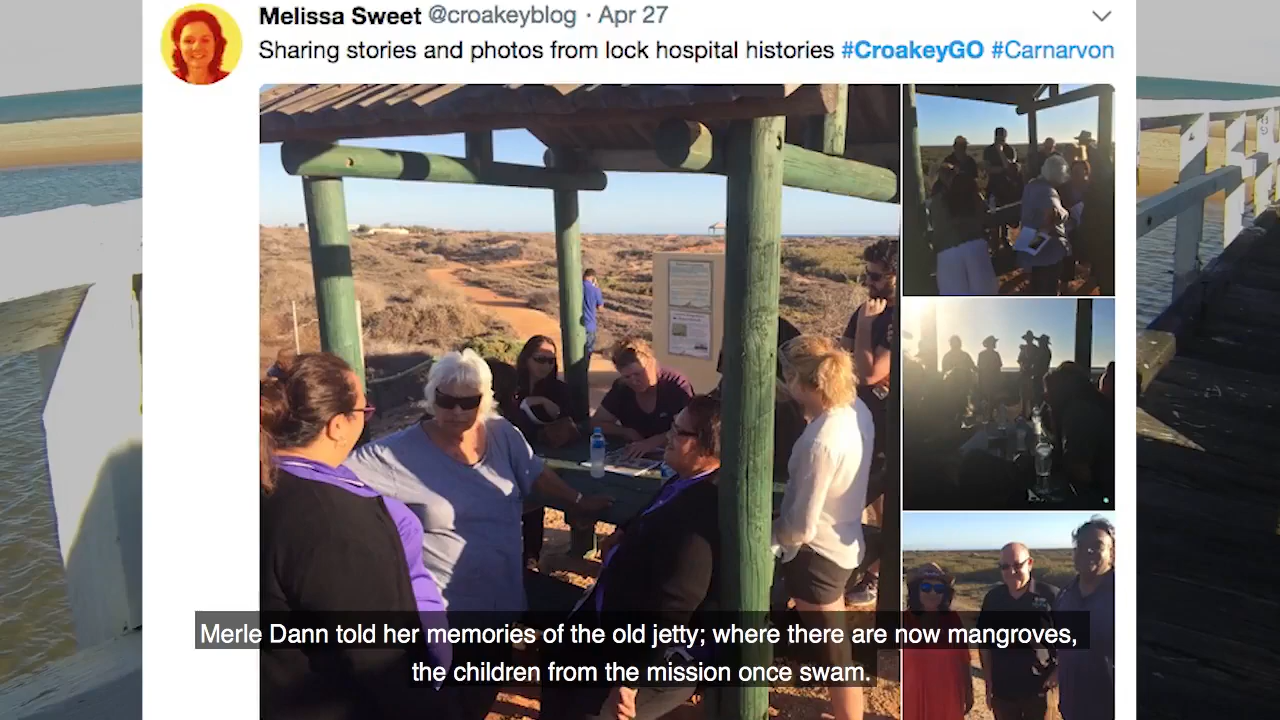 Melissa Sweet @croakeyblog · Apr 27
Sharing stories and photos from lock hospital histories #CroakeyGO #Carnarvon
Merle Dann told her memories of the old jetty; where there are now mangroves,
the children from the mission once swam.